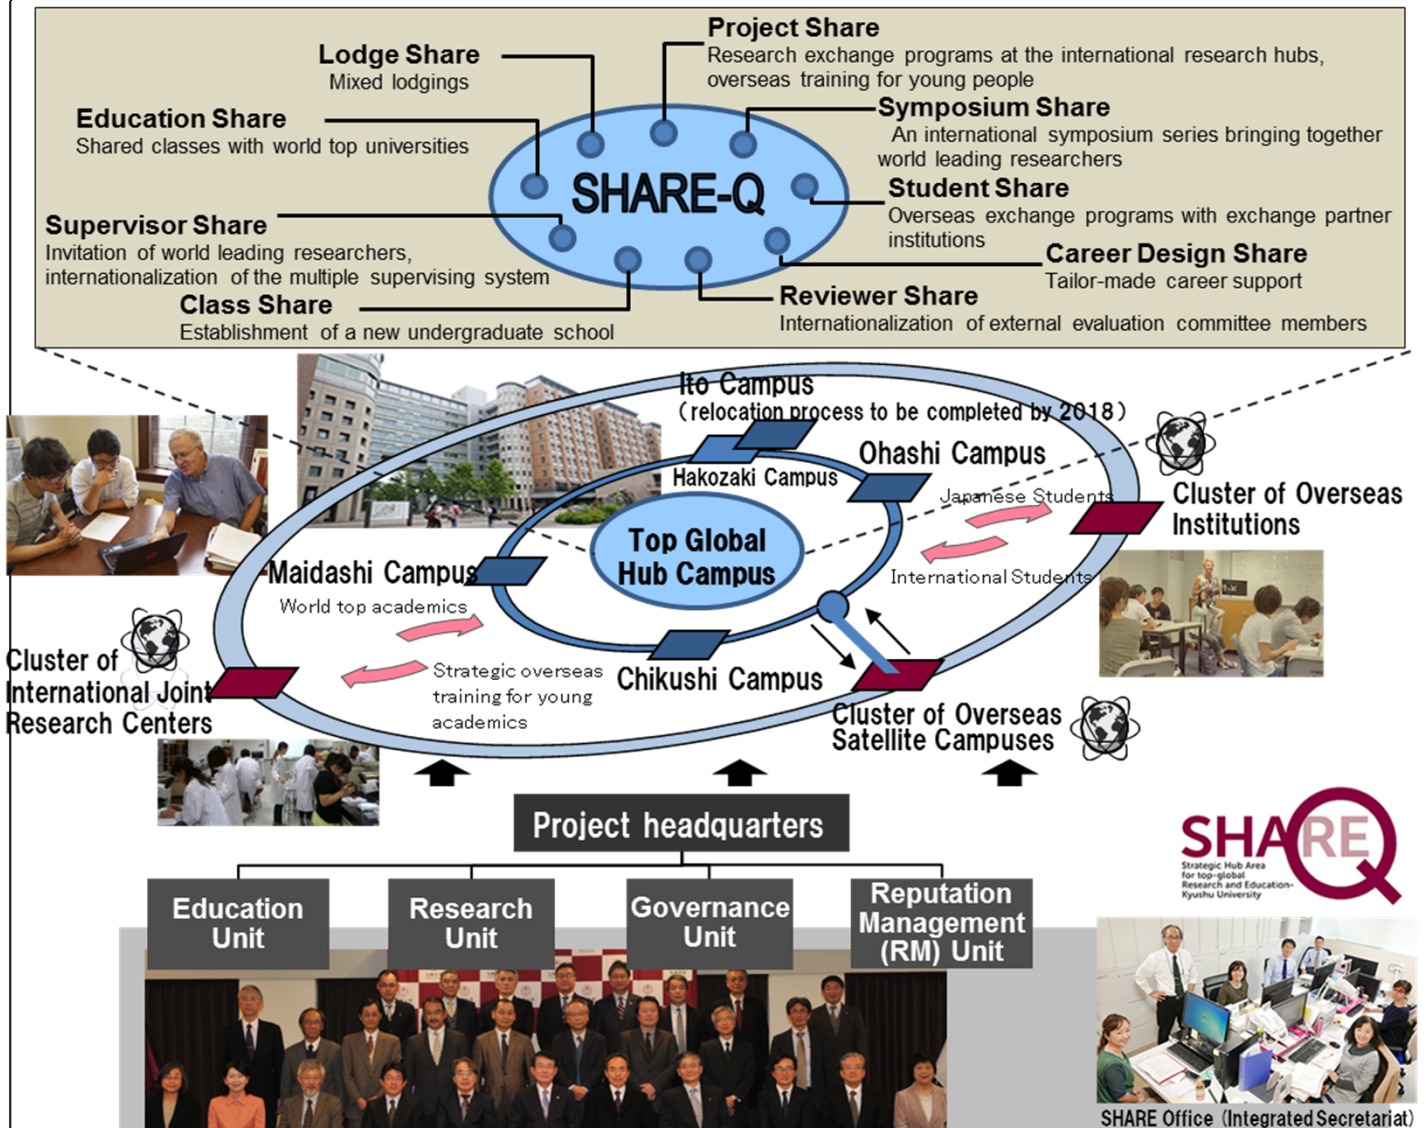 Project Share
Research exchange programs at the international research hubs,
overseas training for young people
Lodge Share
Mixed lodgings
Symposium Share
An international symposium series bringing together
world leading researchers
Education Share
Shared classes with world top universities
SHARE-Q
Student Share
Overseas exchange programs with exchange partner
institutions
Supervisor Share
Invitation of world leading researchers,
internationalization of the multiple supervising system
Career Design Share
Tailor-made career support
Class Share
Establishment of a new undergraduate school
Reviewer Share
Internationalization of external evaluation committee members
Ito Campus
(relocation process to be completed by 2018)
Hakozaki Campus
Ohashi Campus
Japanese Students
International Students
Cluster of Overseas
Institutions
Top Global
Hub Campus
Maidashi Campus
World top academics
Strategic overseas
training for young
academics
Chikushi Campus
Cluster of
International Joint
Research Centers
Cluster of Overseas
Satellite Campuses
Project headquarters
Education
Unit
Research
Unit
Governance
Unit
Reputation
Management
(RM) Unit
SHARE Q
Strategic Hub Area
for top-global
Research and Education-
Kyushu University
SHARE Office (Integrated Secretariat)